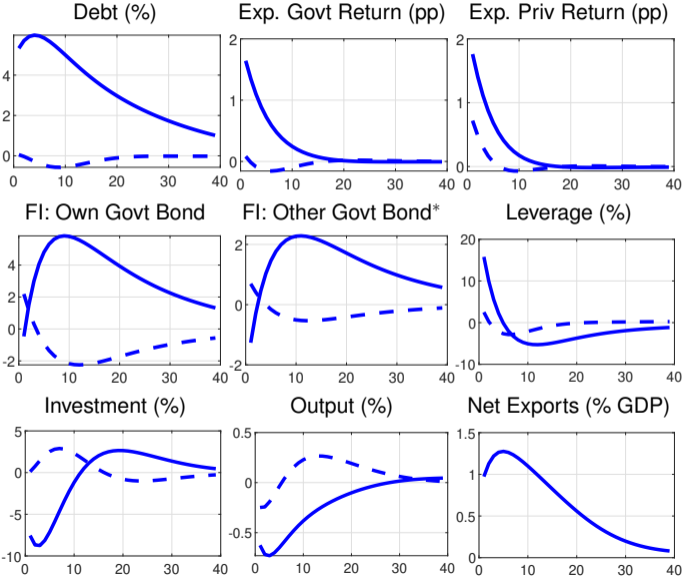 Debt (%) Exp. Govt Return (pp) Exp. Priv Return (pp)
4 2 0
0 10 20 30 40
2 1 0
0 10 20 30 40
2 1 0
0 10 20 30 40
FI: Own Govt Bond FI: Other Govt Bond* Leverage (%)
4 2 0 -2
0 10 20 30 40
2 0 -2
0 10 20 30 40
20 10 0 -10
0 10 20 30 40
Investment (%) Output (%) Net Exports (% GDP)
5 0 -5 -10
0 10 20 30 40
0.5 0 -0.5
0 10 20 30 40
1.5 1 0.5 0
0 10 20 30 40